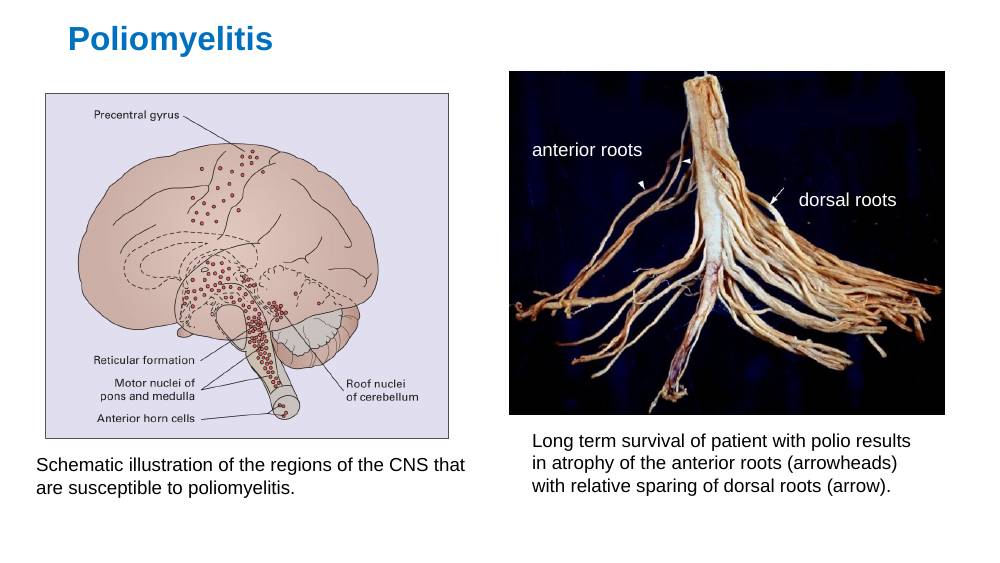 Poliomyelitis
Precentral gyrus
Reticular formation
Motor nuclei of
pons and medulla
Anterior horn cells
Roof nuclei
of cerebellum
Schematic illustration of the regions of the CNS that
are susceptible to poliomyelitis.
anterior roots
dorsal roots
Long term survival of patient with polio results
in atrophy of the anterior roots (arrowheads)
with relative sparing of dorsal roots (arrow).